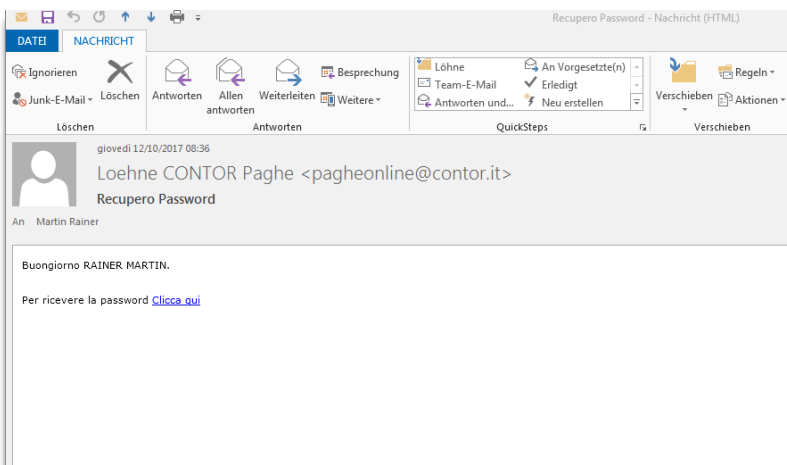 Recupero Password - Nachricht (HTML)
DATEI NACHRICHT
Ignorieren
Junk-E-Mail
Löschen
Antworten
Allen antworten
Weiterleiten
Besprechung
Weitere
Löhne
Team-E-Mail
Antworten und...
An Vorgesetzte(n)
Erledigt
Neu erstellen
Verschieben
Regeln
Aktionen
Löschen
Antworten
QuickSteps
Verschieben
giovedì 12/10/2017 08:36
Loehne CONTOR Paghe <pagheonline@contor.it>
Recupero Password
An Martin Rainer
Buongiorno RAINER MARTIN.
Per ricevere la password Clicca qui